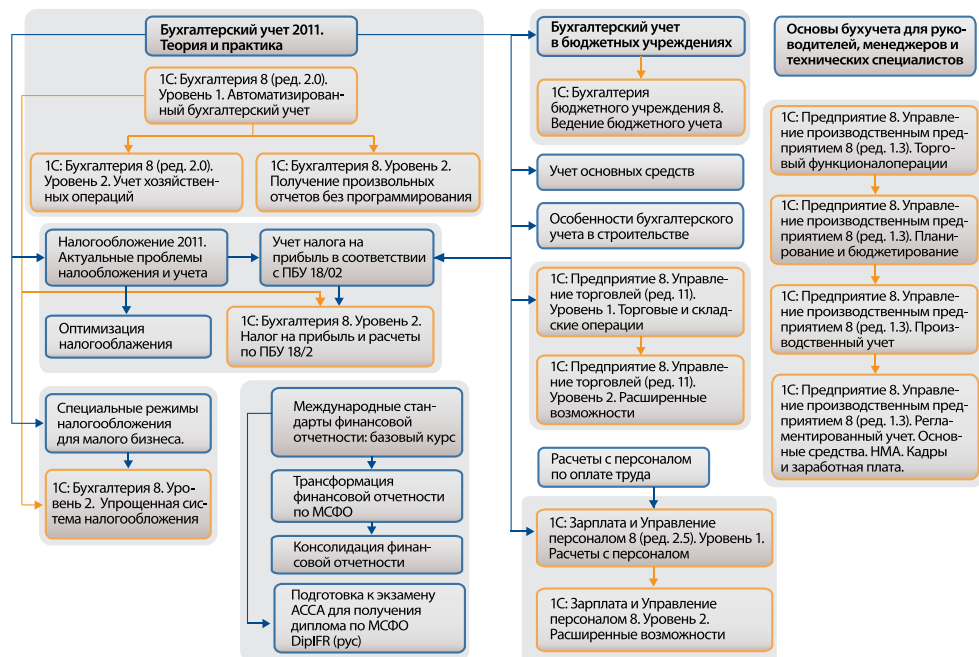 Бухгалтерский учет 2011.
Теория и практика
1С: Бухгалтерия 8 (ред. 2.0).
Уровень 1. Автоматизирован-
ный бухгалтерский учет
1С: Бухгалтерия 8 (ред. 2.0).
Уровень 2. Учет хозяйствен-
ных операций
1С: Бухгалтерия 8. Уровень 2.
Получение произвольных
отчетов без программирования
Налогообложение 2011.
Актуальные проблемы
налообложения и учета
Учет налога на
прибыль в соответствии
с ПБУ 18/02
Оптимизация
налогооблажения
1С: Бухгалтерия 8. Уровень 2.
Налог на прибыль и расчеты
по ПБУ 18/2
Специальные режимы
налогообложения
для малого бизнеса.
1С: Бухгалтерия 8. Уро-
вень 2. Упрощенная сис-
тема налогообложения
Международные стан-
дарты финансовой
отчетности: базовый курс
Трансформация
финансовой отчетности
по МСФО
Консолидация финан-
совой отчетности
Подготовка к экзамену
АССА для получения
диплома по МСФО
DipIFR (рус)
Бухгалтерский учет
в бюджетных учреждениях
1С: Бухгалтерия
бюджетного учреждения 8.
Ведение бюджетного учета
Учет основных средств
Особенности бухгалтерского
учета в строительстве
1С: Предприятие 8. Управле-
ние торговлей (ред. 11).
Уровень 1. Торговые и склад-
ские операции
1С: Предприятие 8. Управле-
ние торговлей (ред. 11).
Уровень 2. Расширенные
возможности
Расчеты с персоналом
по оплате труда
1С: Зарплата и Управление
персоналом 8 (ред. 2.5). Уровень 1.
Расчеты с персоналом
1С: Зарплата и Управление
персоналом 8. Уровень 2.
Расширенные возможности
Основы бухучета для руко-
водителей, менеджеров и
технических специалистов
1С: Предприятие 8. Управле-
ние производственным пред-
приятием 8 (ред. 1.3). Торго-
вый функционалоперации
1С: Предприятие 8. Управле-
ние производственным пред-
приятием 8 (ред. 1.3). Плани-
рование и бюджетирование
1С: Предприятие 8. Управле-
ние производственным пред-
приятием 8 (ред. 1.3). Произ-
водственный учет
1С: Предприятие 8. Управле-
ние производственным пред-
приятием 8 (ред. 1.3). Регла-
ментированный учет. Основ-
ные средства. НМА. Кадры
и заработная плата.